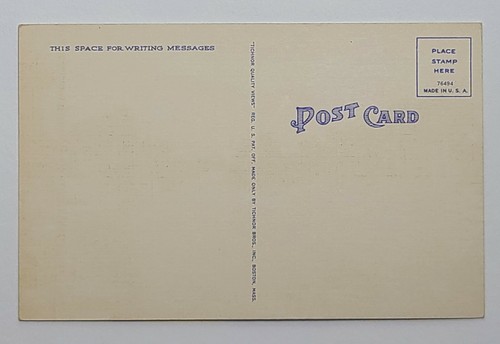 THIS SPACE FOR WRITING MESSAGES
"TICHNOR QUALITY VIEWS," REG. U. S. PAT. OFF. MADE ONLY BY TICHNOR BROS., INC., BOSTON, MASS.
PLACE
STAMP
HERE
76494
MADE IN U. S. A.
POST CARD